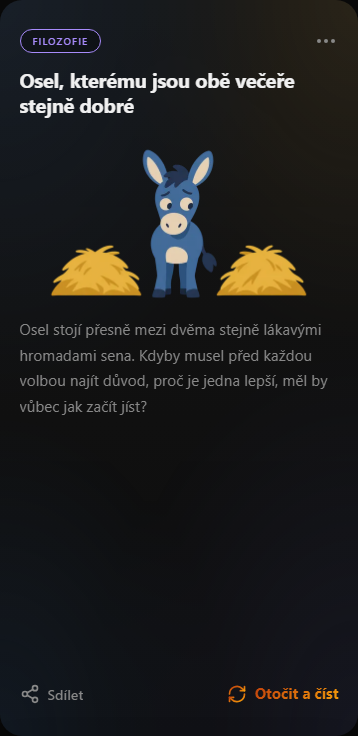 FILOZOFIE
Osel, kterému jsou obě večeře
stejně dobré
Osel stojí přesně mezi dvěma stejně lákavými
hromadami sena. Kdyby musel před každou
volbou najít důvod, proč je jedna lepší, měl by
vůbec jak začít jíst?
Sdílet
Otočit a číst